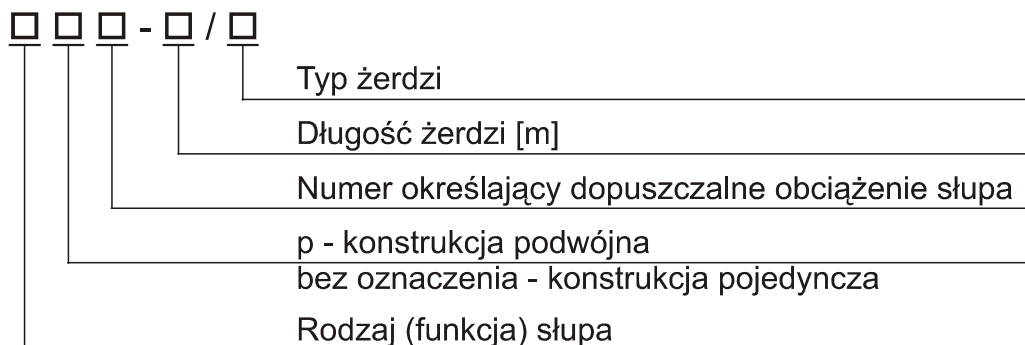 □ □ □ - □ / □
Typ żerdzi
Długość żerdzi [m]
Numer określający dopuszczalne obciążenie słupa
p - konstrukcja podwójna
bez oznaczenia - konstrukcja pojedyncza
Rodzaj (funkcja) słupa